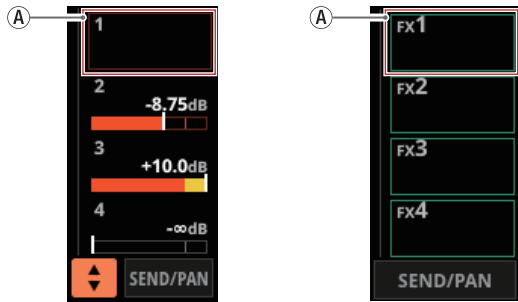 Ⓐ
1
2
-8.75dB
3
+10.0dB
4
-∞dB
SEND/PAN
Ⓐ
FX1
FX2
FX3
FX4
SEND/PAN